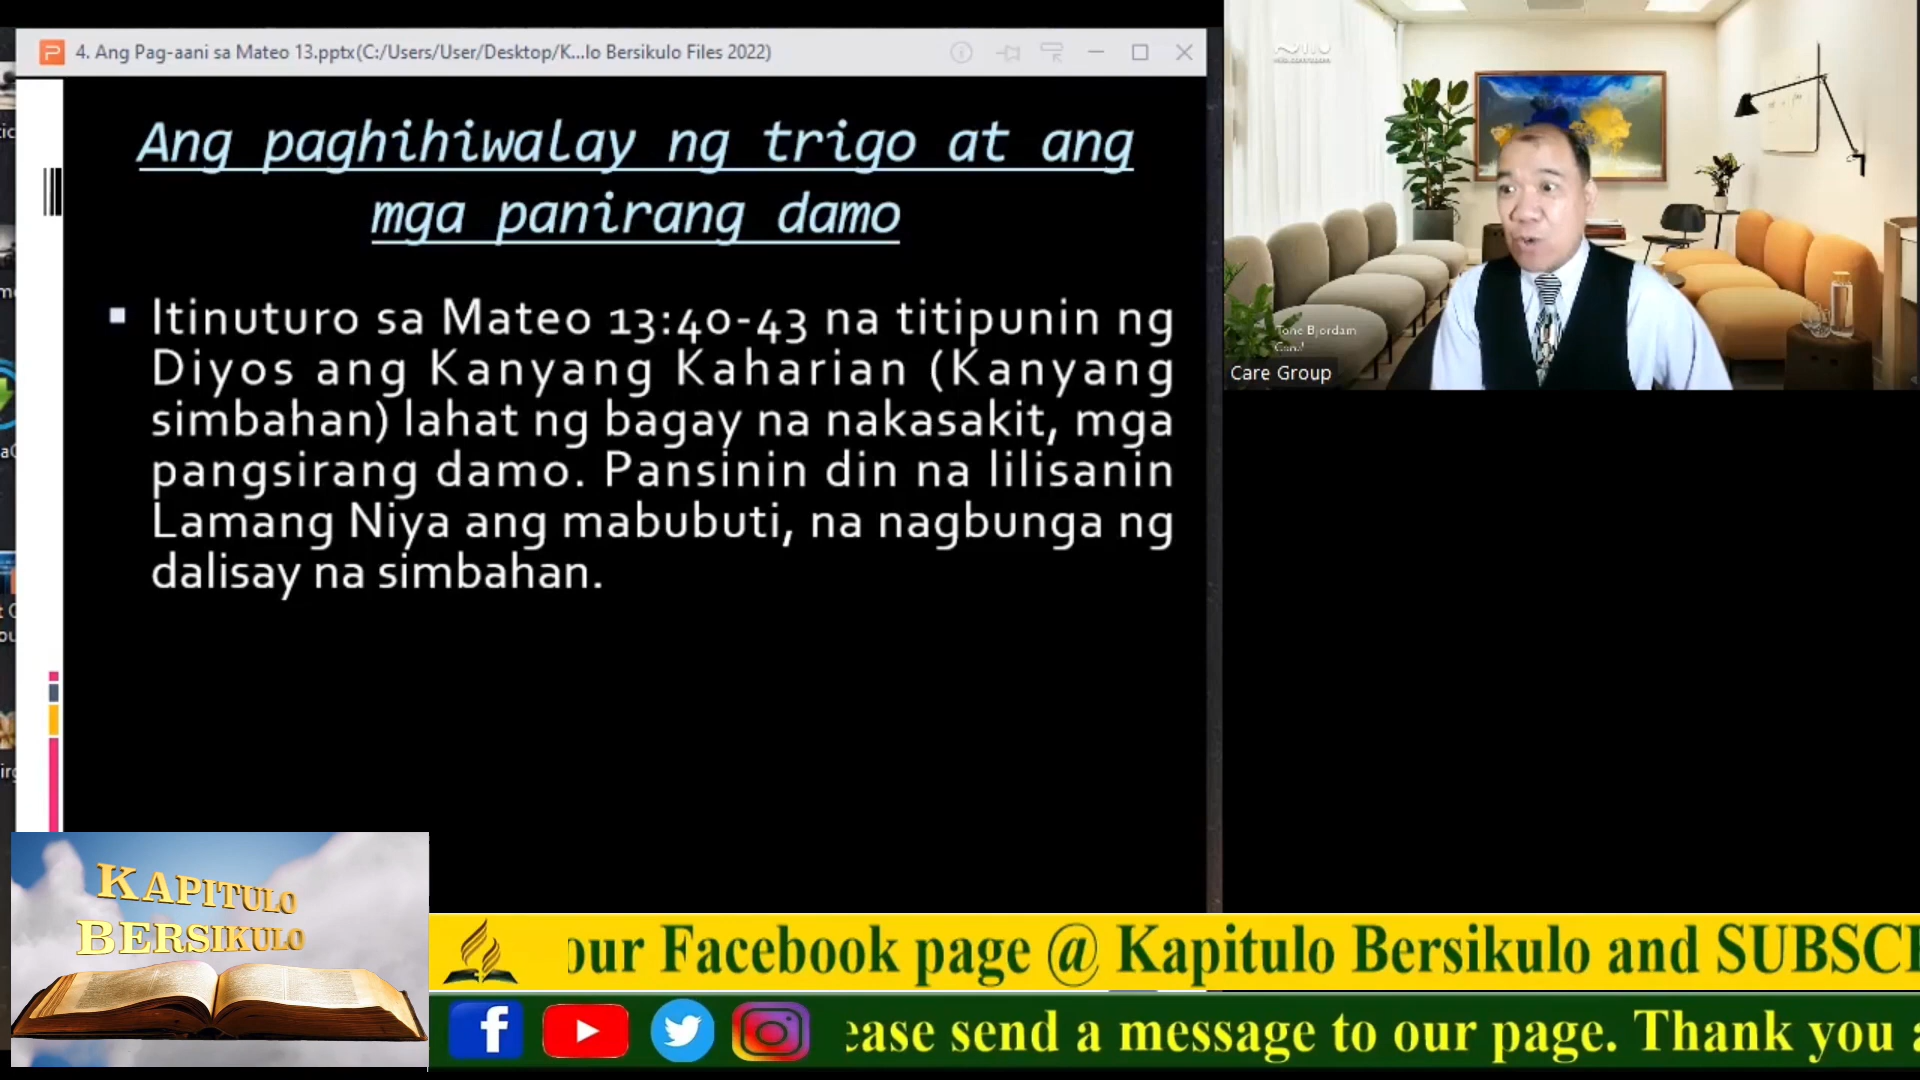 4. Ang Pag-aani sa Mateo 13.pptx(C:/Users/User/Desktop/K...lo Bersikulo Files 2022)
Ang paghihiwalay ng trigo at ang
mga panirang damo
Itinuturo sa Mateo 13:40-43 na titipunin ng
Diyos ang Kanyang Kaharian (Kanyang
simbahan) lahat ng bagay na nakasakit, mga
pangsirang damo. Pansinin din na lilisanin
Lamang Niya ang mabubuti, na nagbunga ng
dalisay na simbahan.
Tone Bjordam
Care Group
KAPITULO
BERSIKULO
our Facebook page @ Kapitulo Bersikulo and
send a message to our page. Thank you